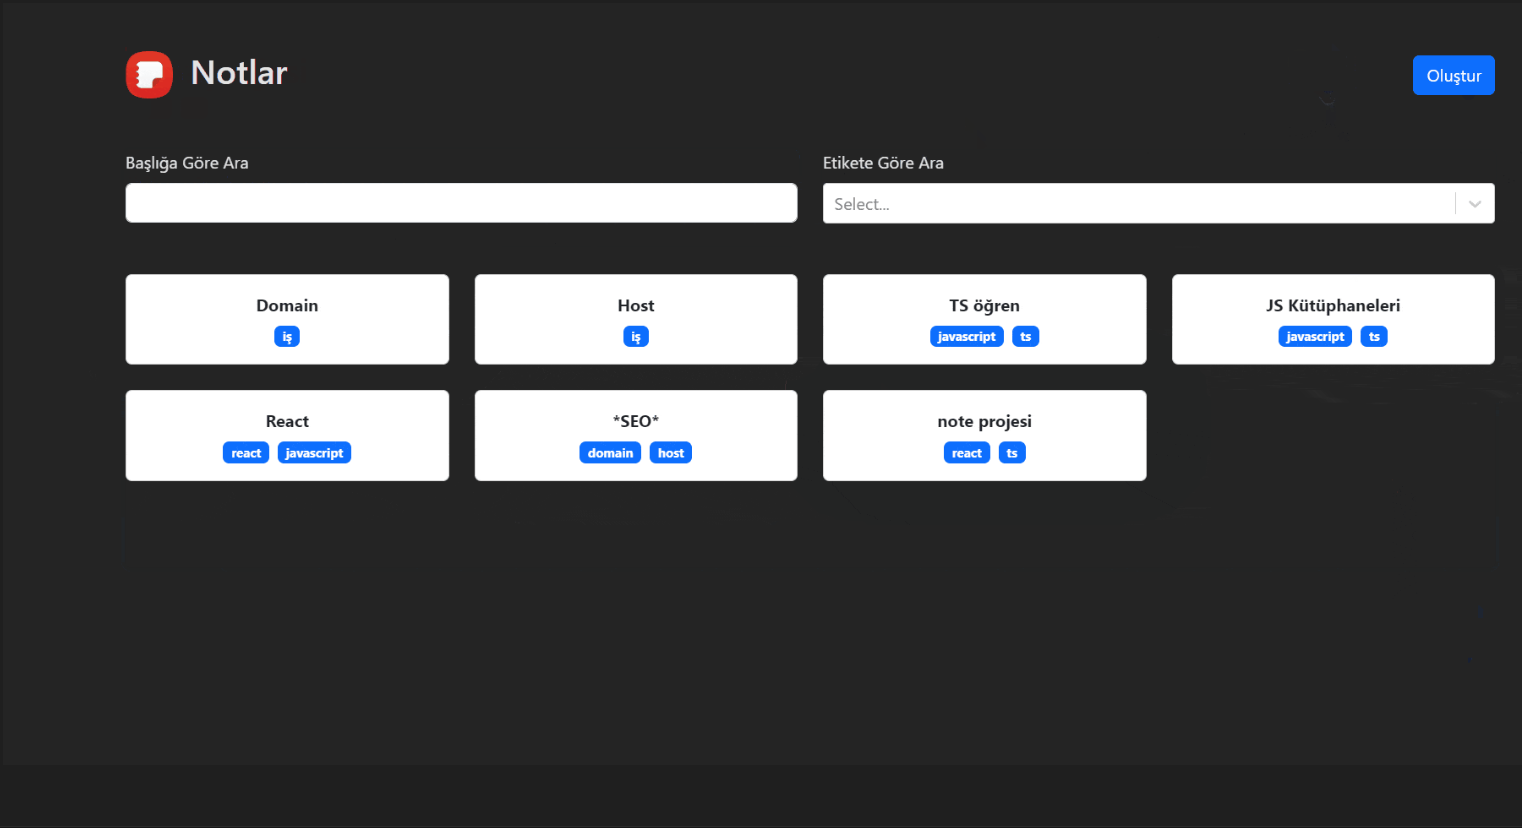 Notlar
Oluştur
Başlığa Göre Ara
Etikete Göre Ara
Select...
Domain
iş
Host
iş
TS öğren
javascript ts
JS Kütüphaneleri
javascript ts
React
react javascript
*SEO*
domain host
note projesi
react ts